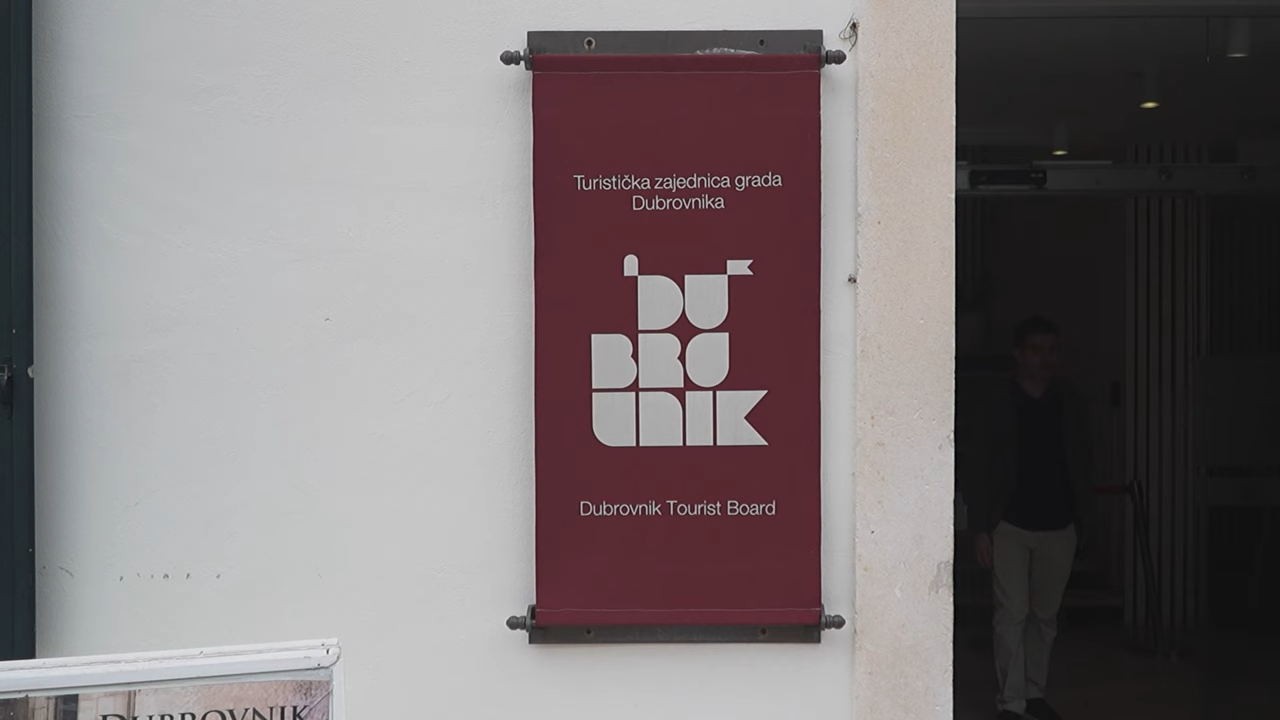 Turistička zajednica grada
Dubrovnika
DU
BRO
VNIK
Dubrovnik Tourist Board
DUBROVNIK